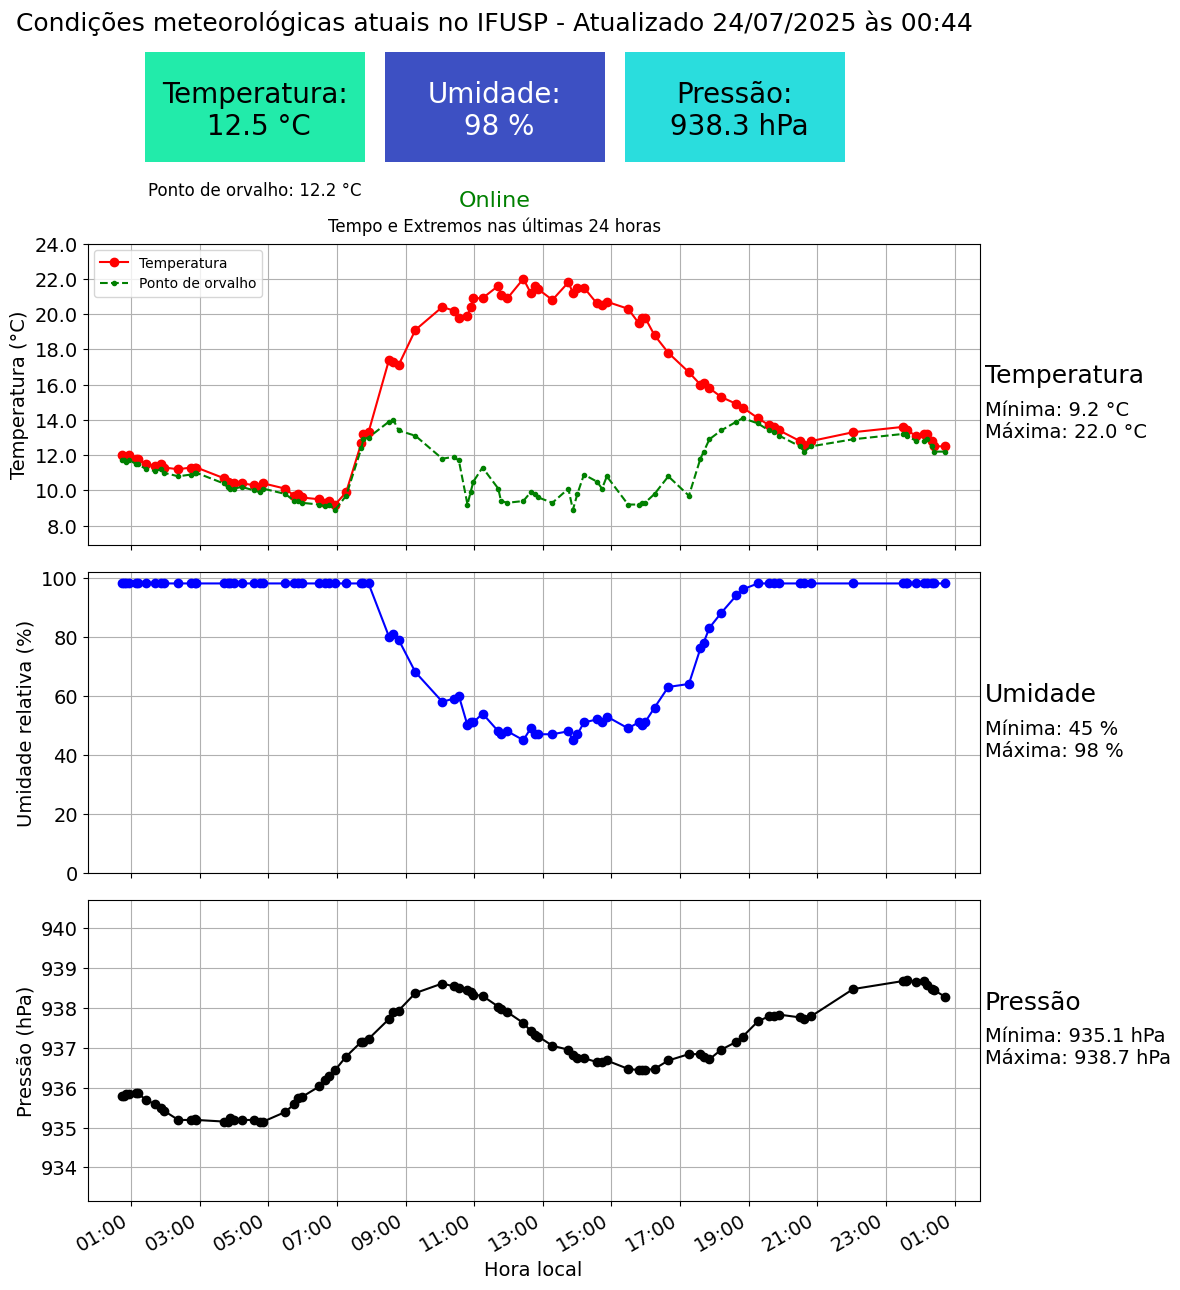 Condições meteorológicas atuais no IFUSP - Atualizado 24/07/2025 às 00:44
Temperatura:
12.5 °C
Umidade:
98 %
Pressão:
938.3 hPa
Ponto de orvalho: 12.2 °C
Online
Tempo e Extremos nas últimas 24 horas
Temperatura
Ponto de orvalho
Temperatura (°C)
24.0
22.0
20.0
18.0
16.0
14.0
12.0
10.0
8.0
Temperatura
Mínima: 9.2 °C
Máxima: 22.0 °C
Umidade relativa (%)
100
80
60
40
20
0
Umidade
Mínima: 45 %
Máxima: 98 %
Pressão (hPa)
940
939
938
937
936
935
934
Pressão
Mínima: 935.1 hPa
Máxima: 938.7 hPa
01:00 03:00 05:00 07:00 09:00 11:00 13:00 15:00 17:00 19:00 21:00 23:00 01:00
Hora local